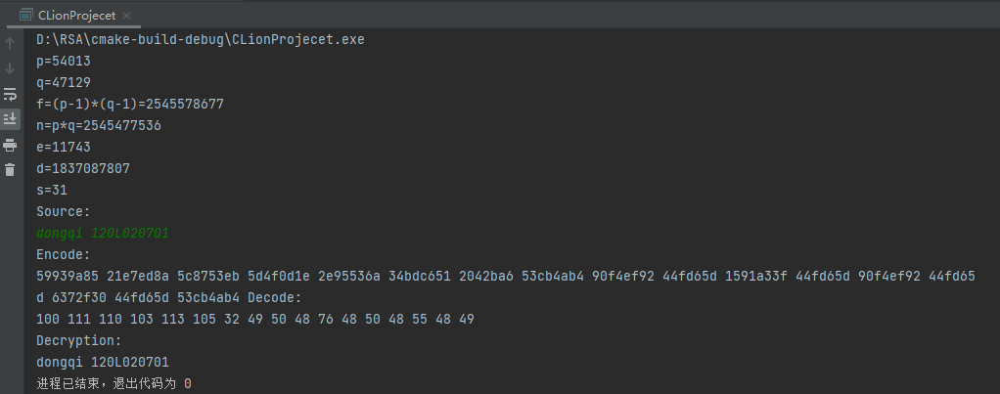 CLionProjecet
D:\RSA\cmake-build-debug\CLionProjecet.exe
p=54013
q=47129
f=(p-1)*(q-1)=2545578677
n=p*q=2545477536
e=11743
d=1837087807
s=31
Source:
dongqi 120L020701
Encode:
59939a85 21e7ed8a 5c8753eb 5d4f0d1e 2e95536a 34bdc651 2042ba6 53cb4ab4 90f4ef92 44fd65d 1591a33f 44fd65d 90f4ef92 44fd65
d 6372f30 44fd65d 53cb4ab4 Decode:
100 111 110 103 113 105 32 49 50 48 76 48 50 48 55 48 49
Decryption:
dongqi 120L020701
进程已结束，退出代码为 0